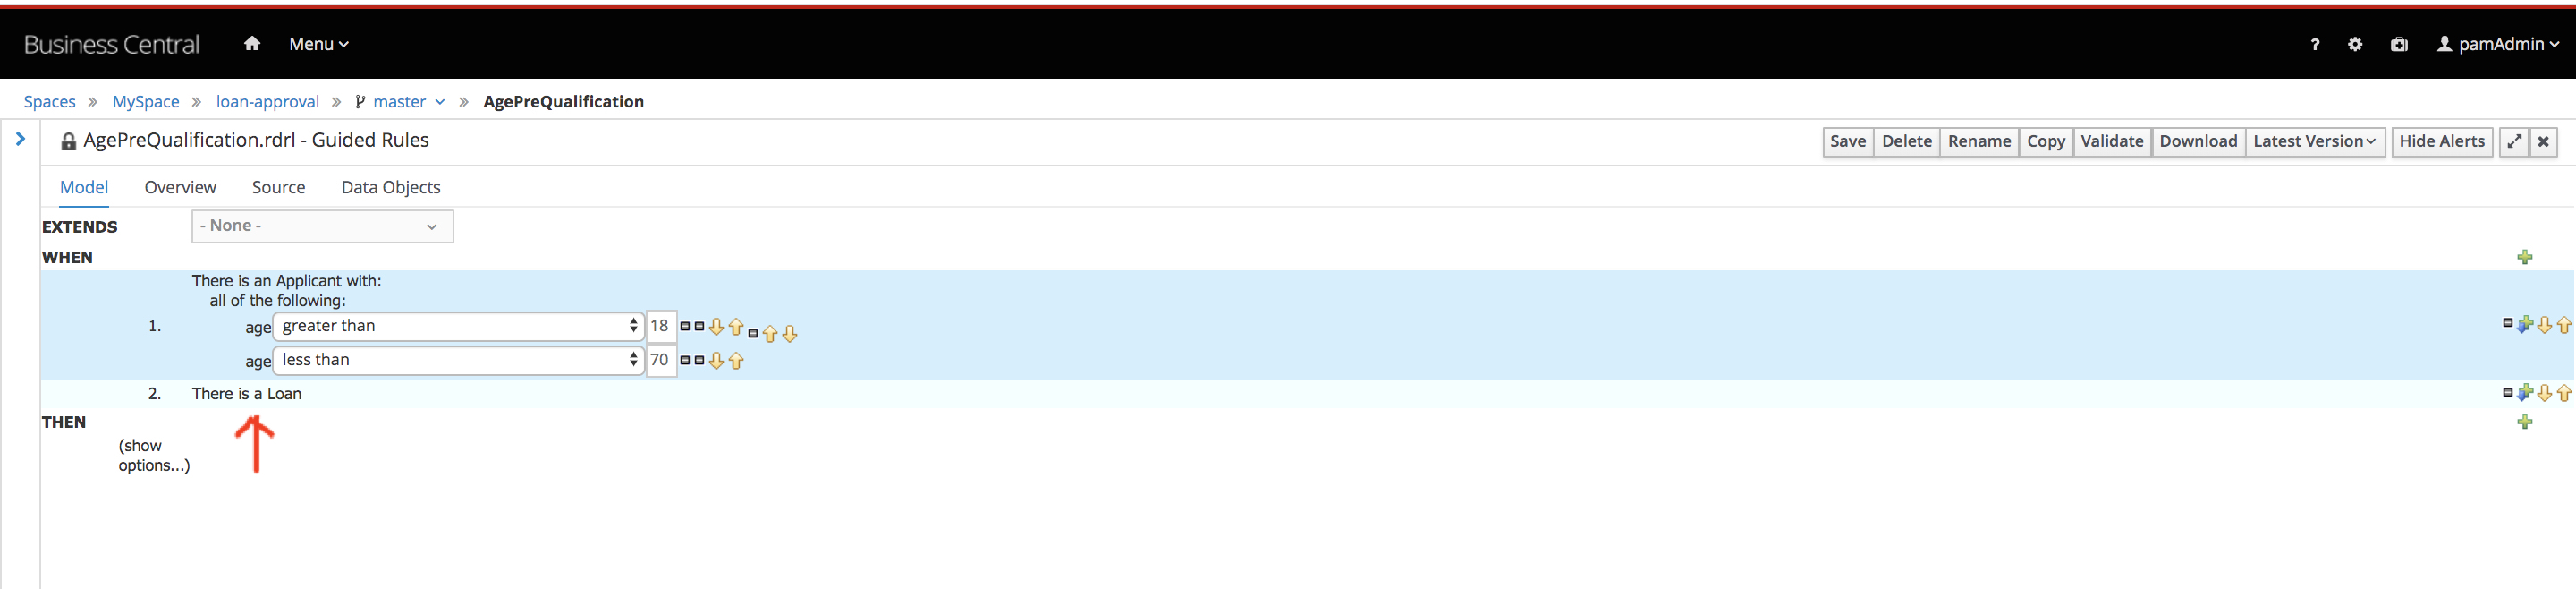 Business Central Menu ? pamAdmin
Spaces » MySpace » loan-approval » master » AgePreQualification
AgePreQualification.rdrl - Guided Rules Save Delete Rename Copy Validate Download Latest Version Hide Alerts
Model Overview Source Data Objects
EXTENDS - None -
WHEN
There is an Applicant with:
all of the following:
1. age greater than 18
age less than 70
2. There is a Loan
THEN
(show
options...)